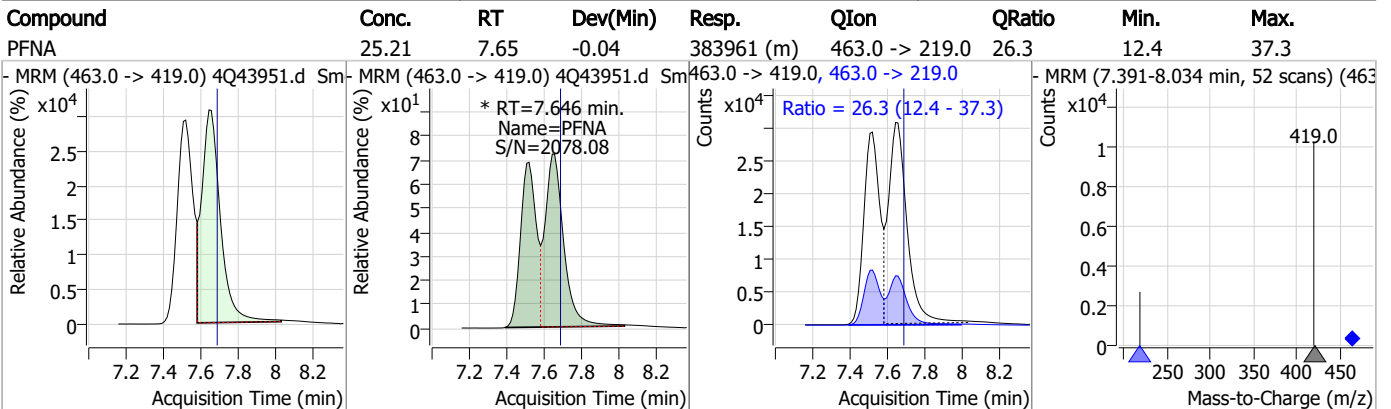 Compound Conc. RT Dev(Min) Resp. QIon QRatio Min. Max.
PFNA 25.21 7.65 -0.04 383961 (m) 463.0 -> 219.0 26.3 12.4 37.3
- MRM (463.0 -> 419.0) 4Q43951.d Sm
x10^4
Relative Abundance (%)
2.5
2
1.5
1
0.5
0
7.2 7.4 7.6 7.8 8 8.2
Acquisition Time (min)
- MRM (463.0 -> 419.0) 4Q43951.d Sm
x10^1
Relative Abundance (%)
* RT=7.646 min.
Name=PFNA
S/N=2078.08
8
7
6
5
4
3
2
1
0
7.2 7.4 7.6 7.8 8 8.2
Acquisition Time (min)
463.0 -> 419.0, 463.0 -> 219.0
x10^4
Counts
Ratio = 26.3 (12.4 - 37.3)
2.5
2
1.5
1
0.5
0
7.2 7.4 7.6 7.8 8 8.2
Acquisition Time (min)
- MRM (7.391-8.034 min, 52 scans) (463
x10^4
Counts
419.0
1
0.8
0.6
0.4
0.2
0
250 300 350 400 450
Mass-to-Charge (m/z)